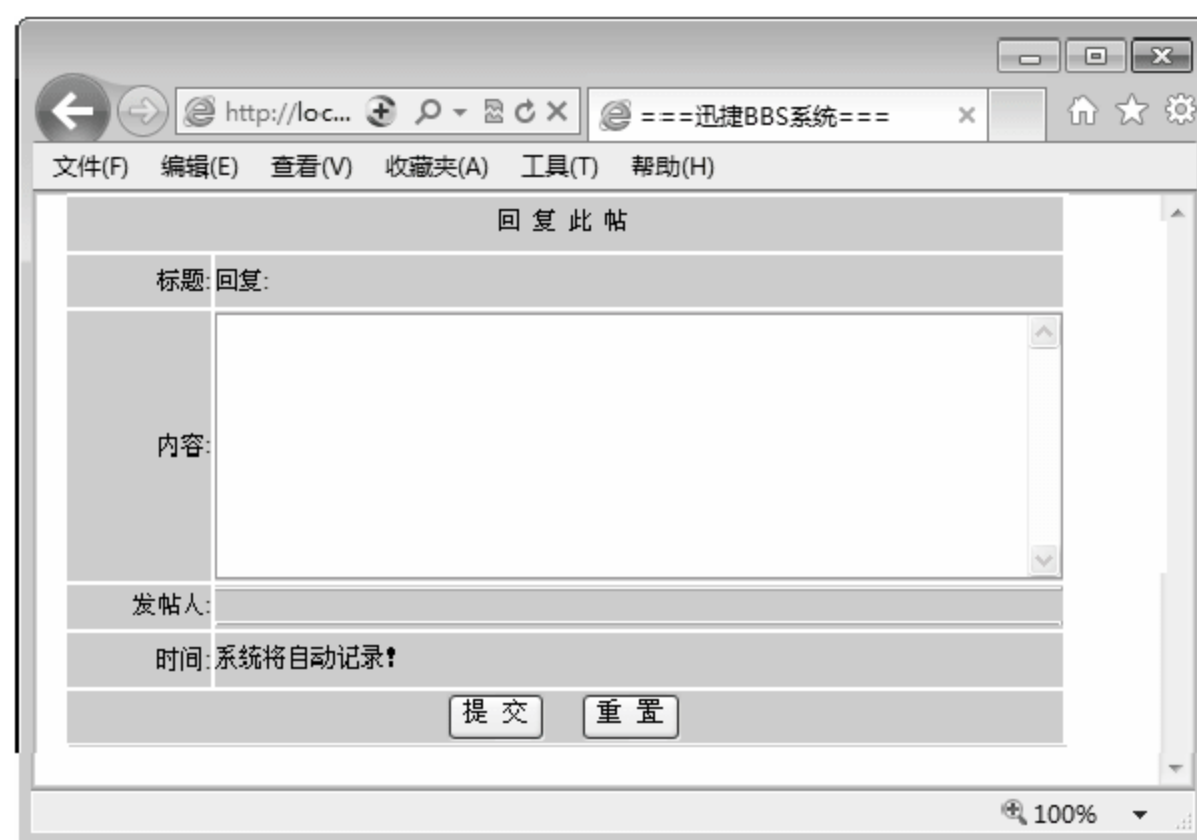 http://loc... ===迅捷BBS系统===
文件(F) 编辑(E) 查看(V) 收藏夹(A) 工具(T) 帮助(H)
回 复 此 帖
标题: 回复:
内容:
发帖人:
时间: 系统将自动记录!
提 交 重 置
100%